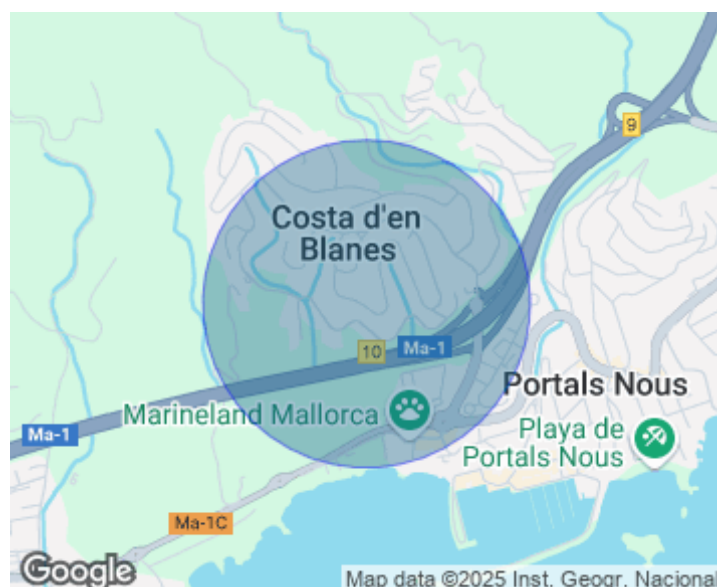 9
Costa d'en
Blanes
10
Ma-1
Portals Nous
Marineland Mallorca
Playa de
Portals Nous
Ma-1
Ma-1C
Google
Map data ©2025 Inst. Geogr. Nacional